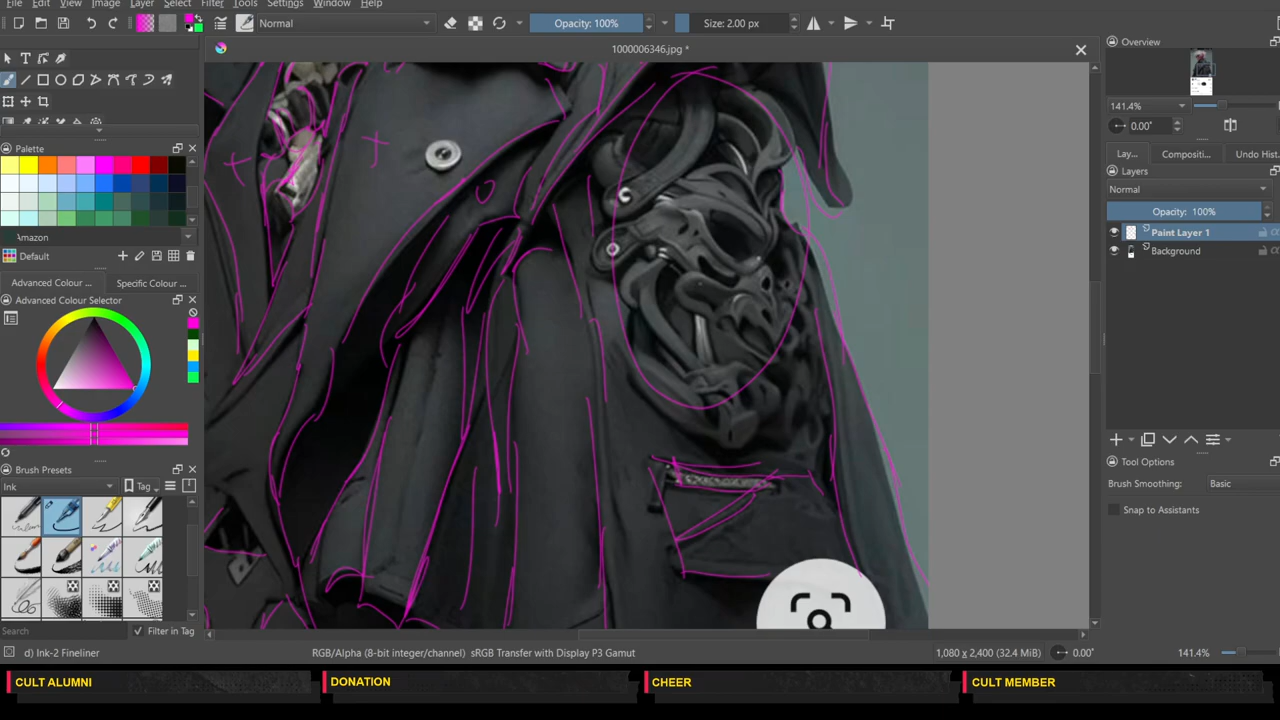 File Edit View Image Layer Select Filter Tools Settings Window Help
Normal
Opacity: 100%
Size: 2.00 px
1000006346.jpg *
Overview
141.4%
0.00°
Palette
Lay...
Compositi...
Undo Hist...
Layers
Normal
Opacity: 100%
Paint Layer 1
Amazon
Background
Default
Advanced Colour ...
Specific Colour ...
Advanced Colour Selector
Tool Options
Brush Presets
Brush Smoothing:
Basic
Ink
Tag
Snap to Assistants
Search
Filter in Tag
d) Ink-2 Fineliner
RGB/Alpha (8-bit integer/channel) sRGB Transfer with Display P3 Gamut
1,080 x 2,400 (32.4 MiB)
0.00°
141.4%
CULT ALUMNI
DONATION
CHEER
CULT MEMBER